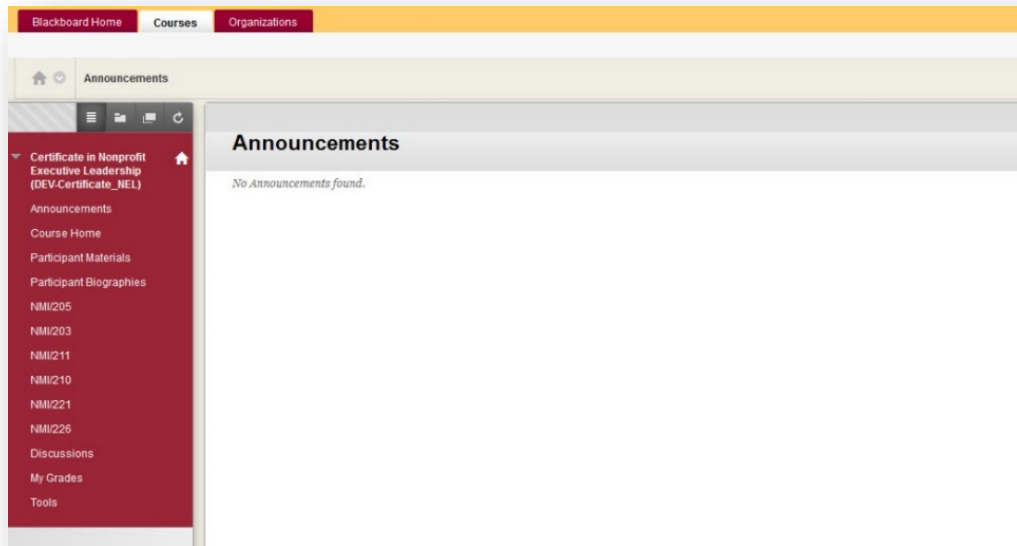 Blackboard Home Courses Organizations
Announcements
Announcements
No Announcements found.
Certificate in Nonprofit
Executive Leadership
(DEV-Certificate_NEL)
Announcements
Course Home
Participant Materials
Participant Biographies
NMI/205
NMI/203
NMI/211
NMI/210
NMI/221
NMI/226
Discussions
My Grades
Tools